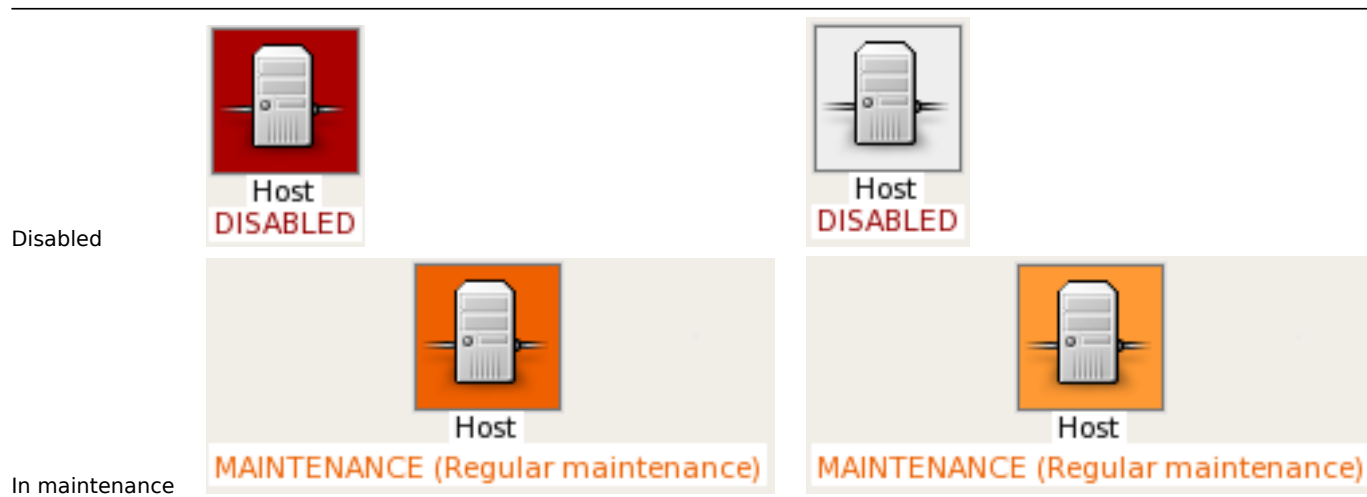 Host
Host
DISABLED
DISABLED
Disabled
Host
Host
MAINTENANCE (Regular maintenance)
MAINTENANCE (Regular maintenance)
In maintenance